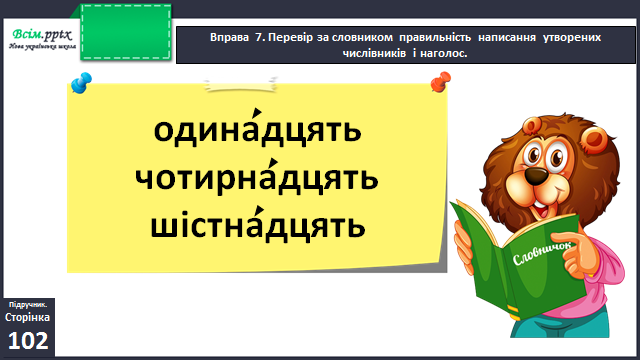 Всім.pptx
Нова українська школа
Вправа 7. Перевір за словником правильність написання утворених
числівників і наголос.
одина́дцять
чотирна́дцять
шістна́дцять
Словничок
Підручник.
Сторінка
102